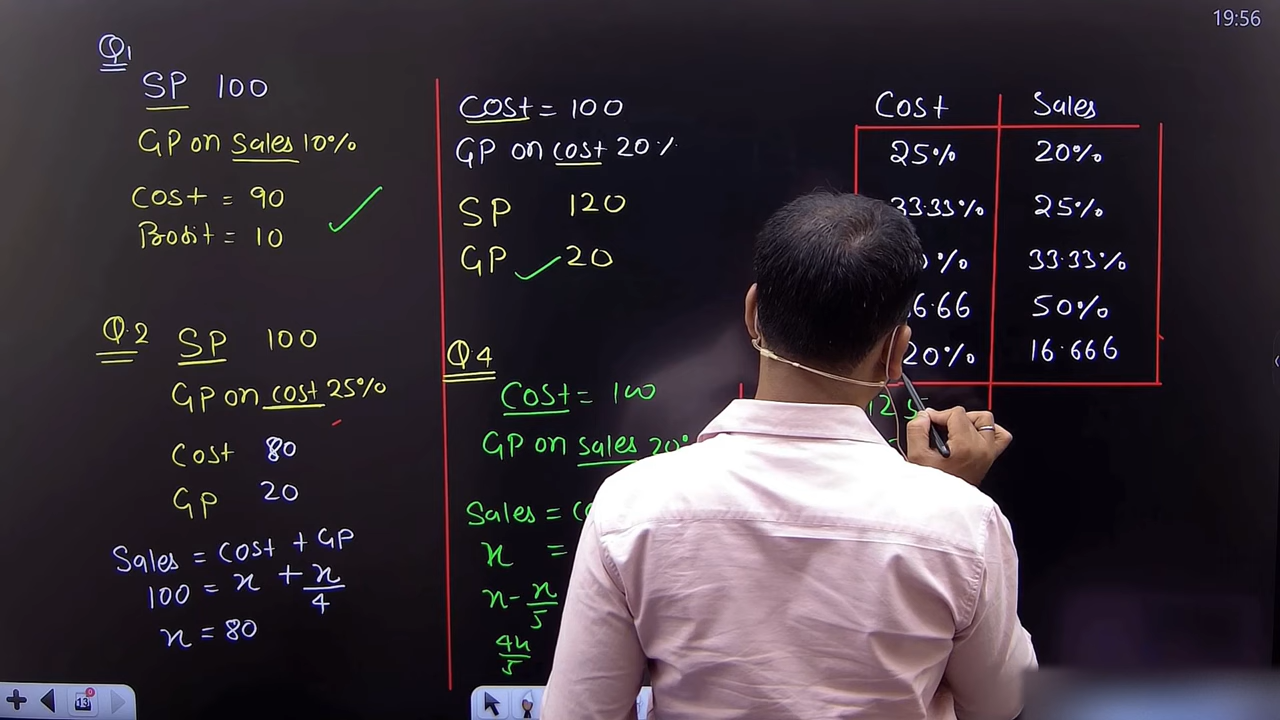 19:56
Q1
SP 100
GP on Sales 10%
Cost = 90
Profit = 10
Q.2
SP 100
GP on cost 25%
Cost 80
GP 20
Sales = Cost + GP
100 = x + x/4
x = 80
Cost = 100
GP on cost 20%
SP 120
GP 20
Q4
Cost = 100
GP on sales 20%
Sales =
x =
x - x/5
4x/5
125
Cost Sales
25% 20%
33.33% 25%
% 33.33%
6.66 50%
20% 16.666
13